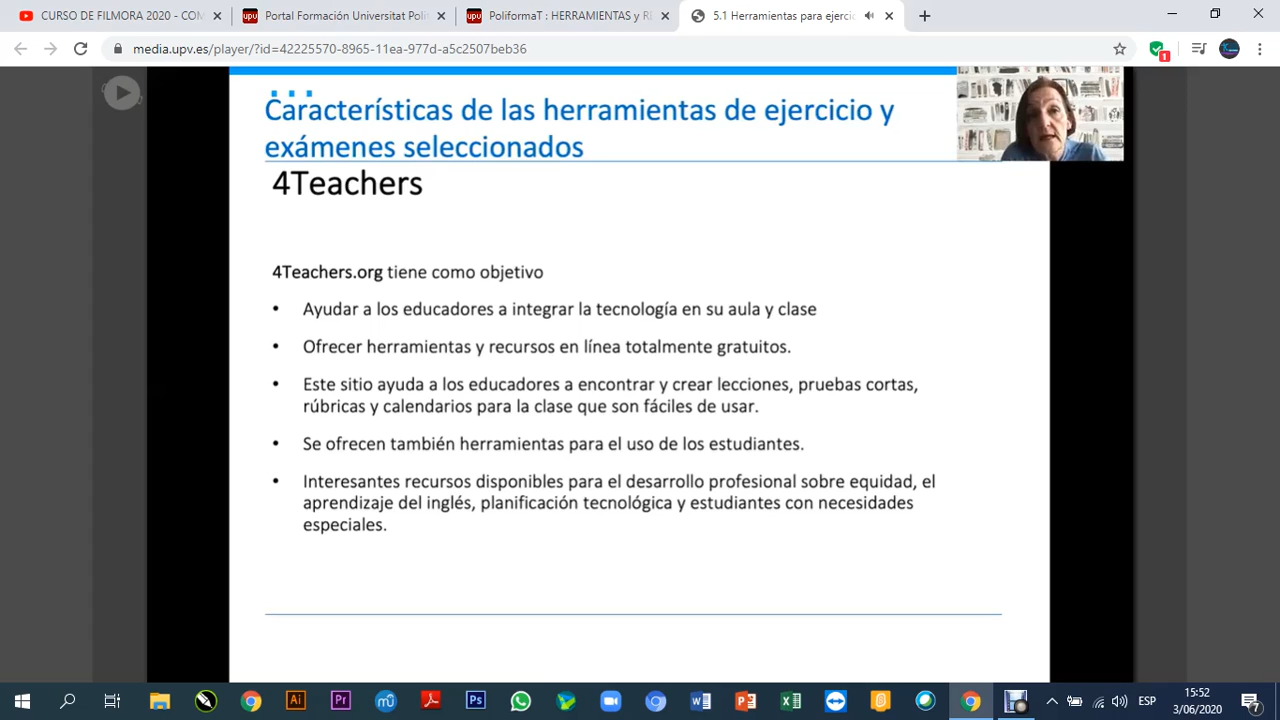 CURSO DE FILMORA 2020 - COM
Portal Formación Universitat Poli
PoliformaT : HERRAMIENTAS y R
5.1 Herramientas para ejercic
media.upv.es/player/?id=42225570-8965-11ea-977d-a5c2507beb36
1
...
Características de las herramientas de ejercicio y
exámenes seleccionados
4Teachers
4Teachers.org tiene como objetivo
• Ayudar a los educadores a integrar la tecnología en su aula y clase
• Ofrecer herramientas y recursos en línea totalmente gratuitos.
• Este sitio ayuda a los educadores a encontrar y crear lecciones, pruebas cortas,
rúbricas y calendarios para la clase que son fáciles de usar.
• Se ofrecen también herramientas para el uso de los estudiantes.
• Interesantes recursos disponibles para el desarrollo profesional sobre equidad, el
aprendizaje del inglés, planificación tecnológica y estudiantes con necesidades
especiales.
ESP
15:52
3/06/2020
7